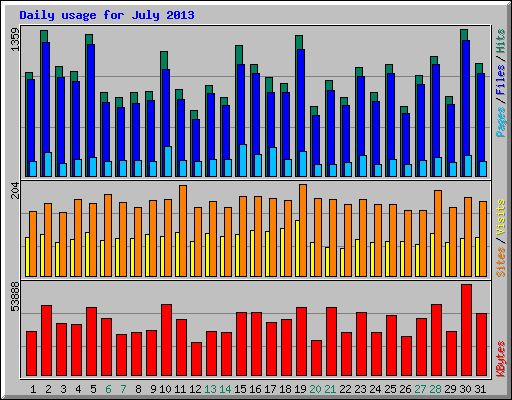 Daily usage for July 2013
1359
Pages / Files / Hits
204
Sites / Visits
53888
KBytes
1 2 3 4 5 6 7 8 9 10 11 12 13 14 15 16 17 18 19 20 21 22 23 24 25 26 27 28 29 30 31